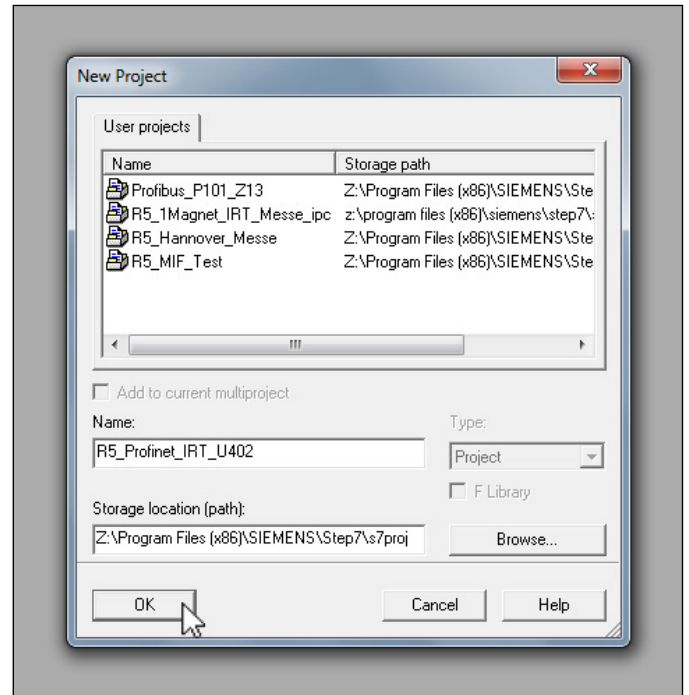 New Project
User projects
Name Storage path
Profibus_P101_Z13 Z:\Program Files (x86)\SIEMENS\Ste
R5_1Magnet_IRT_Messe_ipc z:\program files (x86)\siemens\step7\
R5_Hannover_Messe Z:\Program Files (x86)\SIEMENS\Ste
R5_MIF_Test Z:\Program Files (x86)\SIEMENS\Ste
Add to current multiproject
Name: Type:
R5_Profinet_IRT_U402 Project
F Library
Storage location (path):
Z:\Program Files (x86)\SIEMENS\Step7\s7proj Browse...
OK Cancel Help